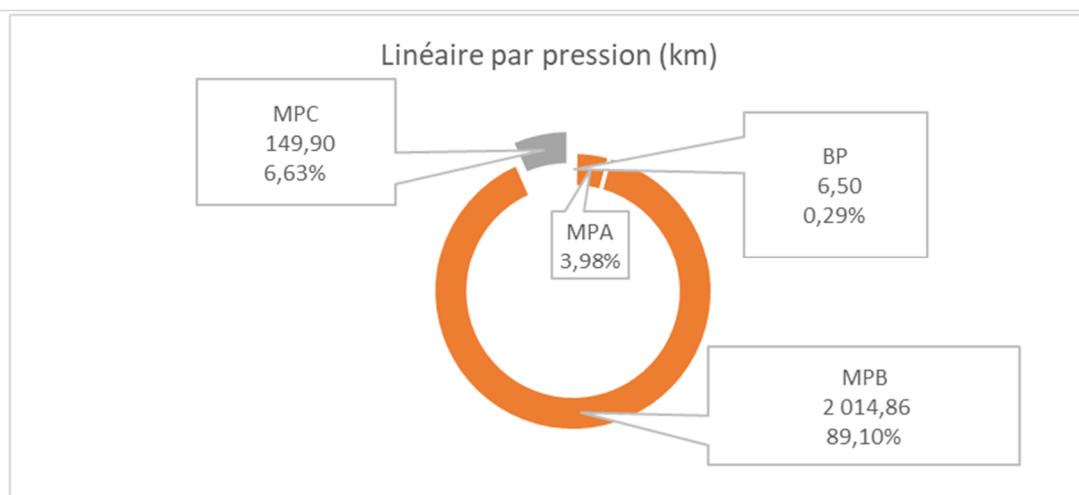 Linéaire par pression (km)
MPC
149,90
6,63%
BP
6,50
0,29%
MPA
3,98%
MPB
2 014,86
89,10%